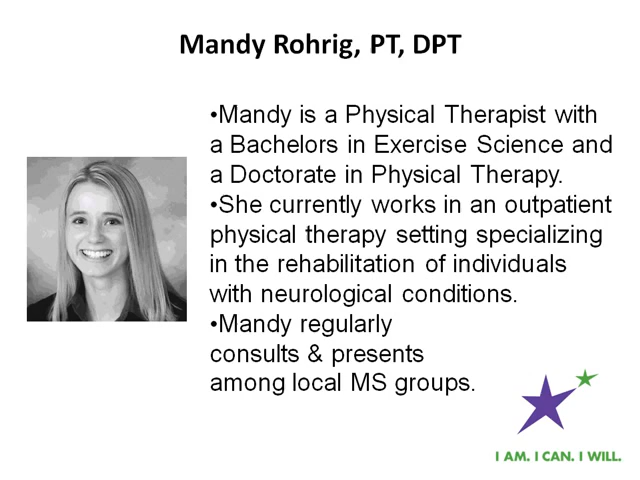 Mandy Rohrig, PT, DPT
•Mandy is a Physical Therapist with
a Bachelors in Exercise Science and
a Doctorate in Physical Therapy.
•She currently works in an outpatient
physical therapy setting specializing
in the rehabilitation of individuals
with neurological conditions.
•Mandy regularly
consults & presents
among local MS groups.
I AM. I CAN. I WILL.